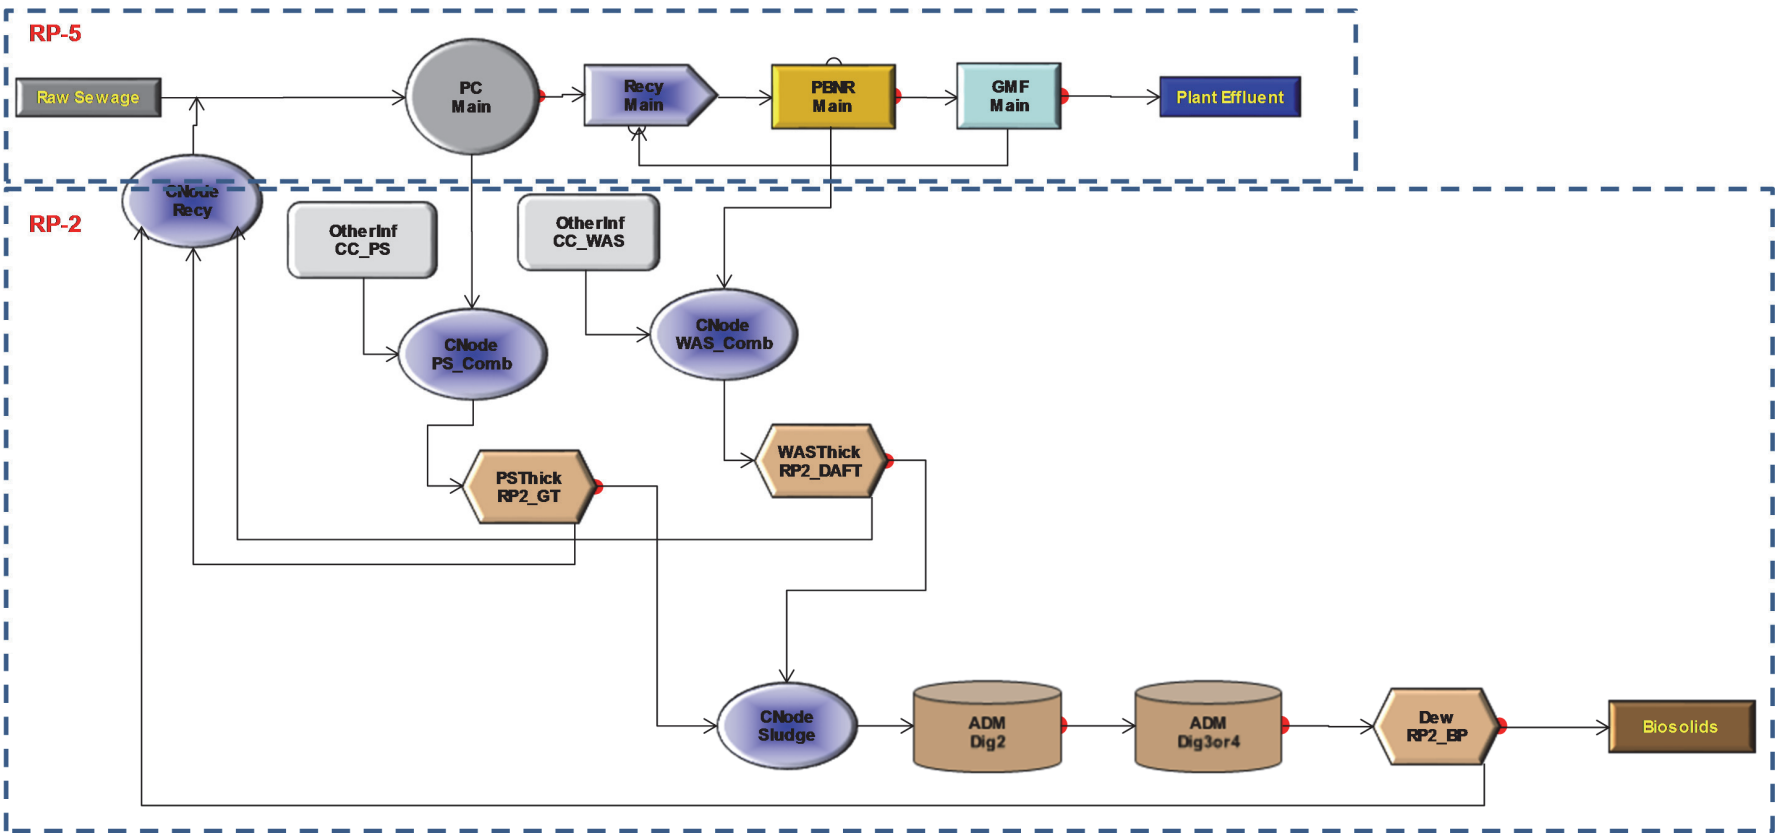 RP-5
Raw Sewage
PC
Main
Recy
Main
PBNR
Main
GMF
Main
Plant Effluent
CNode
Recy
RP-2
OtherInf
CC_PS
OtherInf
CC_WAS
CNode
PS_Comb
CNode
WAS_Comb
PSThick
RP2_GT
WASThick
RP2_DAFT
CNode
Sludge
ADM
Dig2
ADM
Dig3or4
Dew
RP2_BP
Biosolids